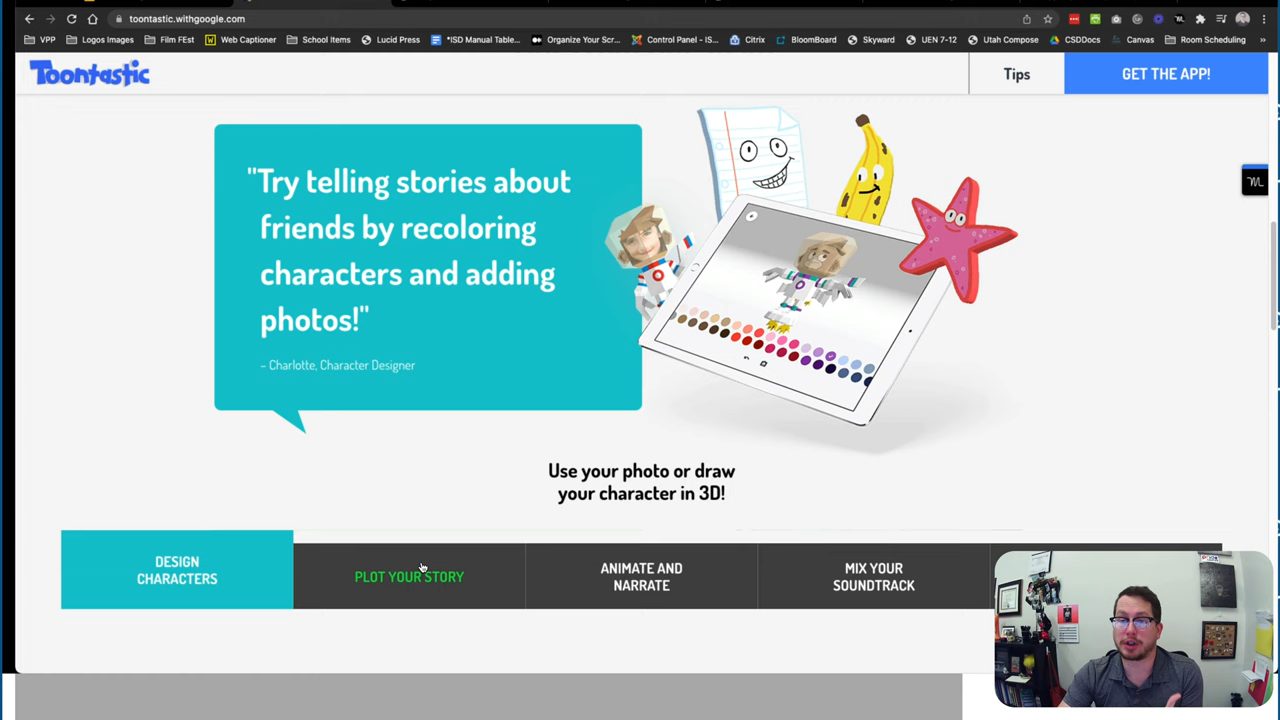 toontastic.withgoogle.com
VPP
Logos Images
Film FEst
Web Captioner
School Items
Lucid Press
*ISD Manual Table...
Organize Your Scr...
Control Panel - IS...
Citrix
BloomBoard
Skyward
UEN 7-12
Utah Compose
CSDDocs
Canvas
Room Scheduling
»
Toontastic
Tips
GET THE APP!
"Try telling stories about
friends by recoloring
characters and adding
photos!"
– Charlotte, Character Designer
Use your photo or draw
your character in 3D!
DESIGN
CHARACTERS
PLOT YOUR STORY
ANIMATE AND
NARRATE
MIX YOUR
SOUNDTRACK